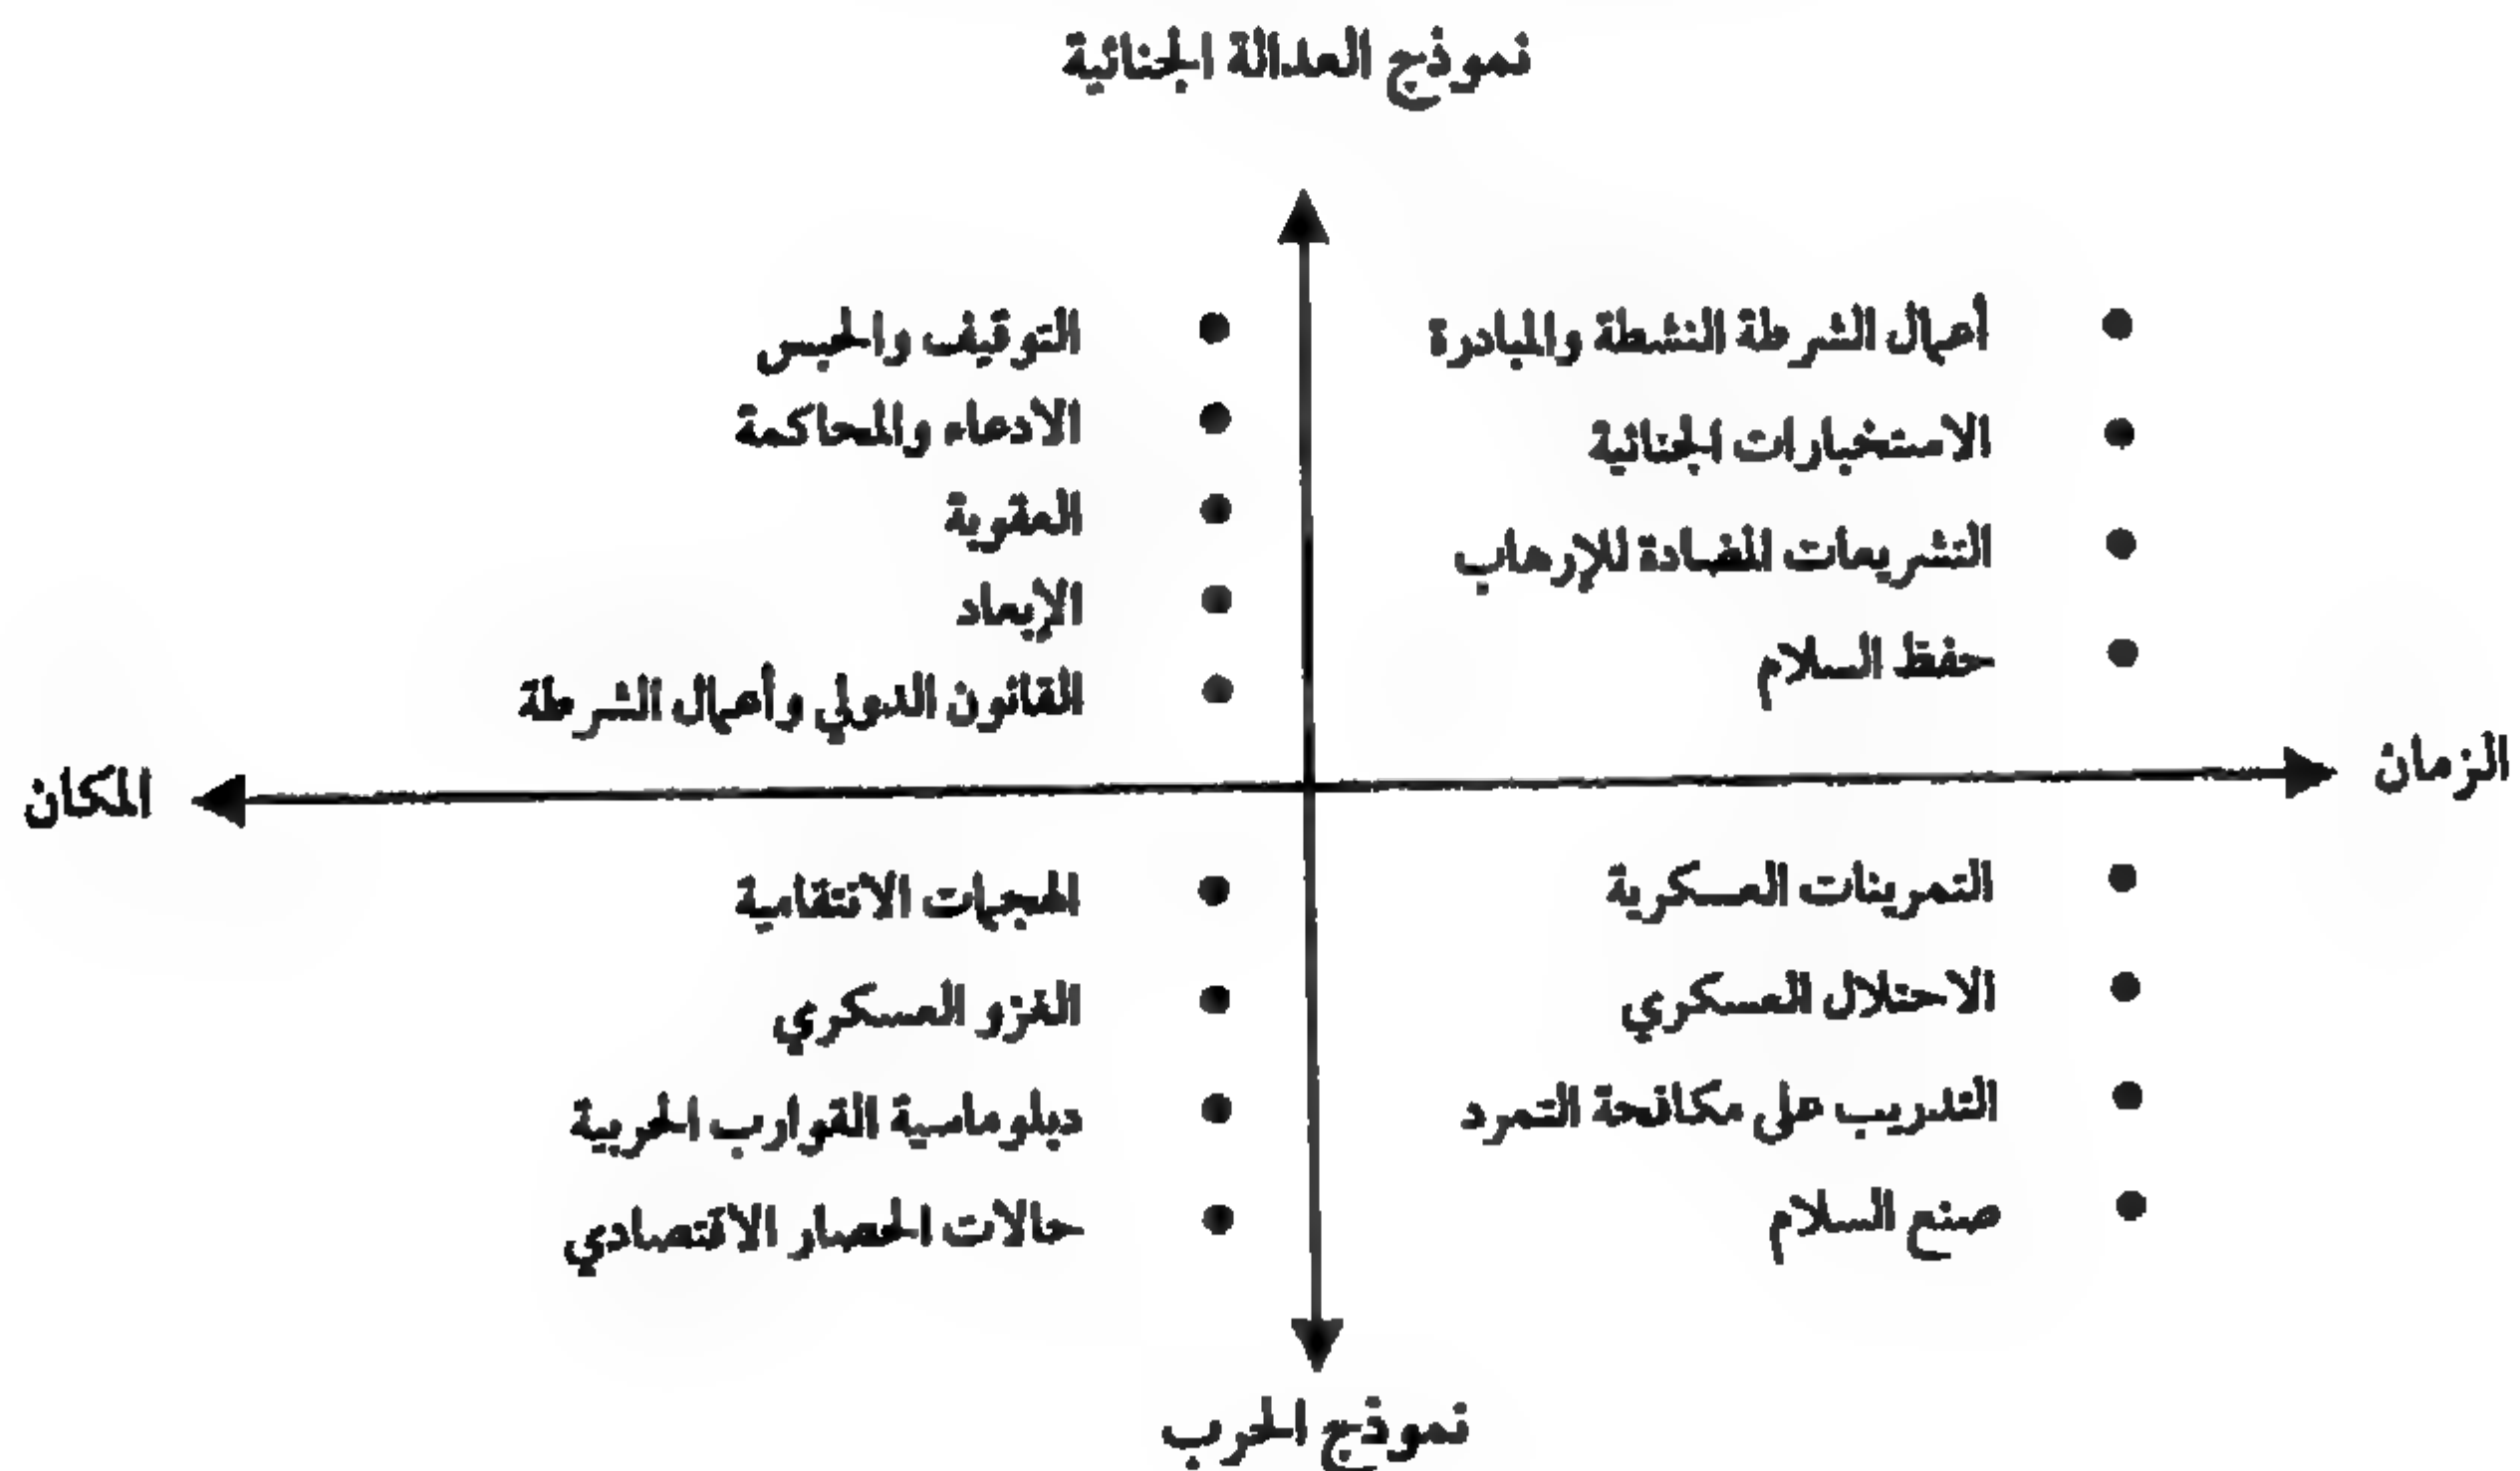 نموذج العدالة الجنائية
أعمال الشرطة النشطة والمبادرة
الاستخبارات الجنائية
التشريعات المضادة للإرهاب
حفظ السلام
التوقيف والحبس
الادعاء والمحاكمة
العقوبة
الإبعاد
القانون الدولي وأعمال الشرطة
الزمان
المكان
التمرينات العسكرية
الاحتلال العسكري
التدريب على مكافحة التمرد
صنع السلام
الهجمات الانتقامية
الغزو العسكري
دبلوماسية القوارب الحربية
حالات الحصار الاقتصادي
نموذج الحرب